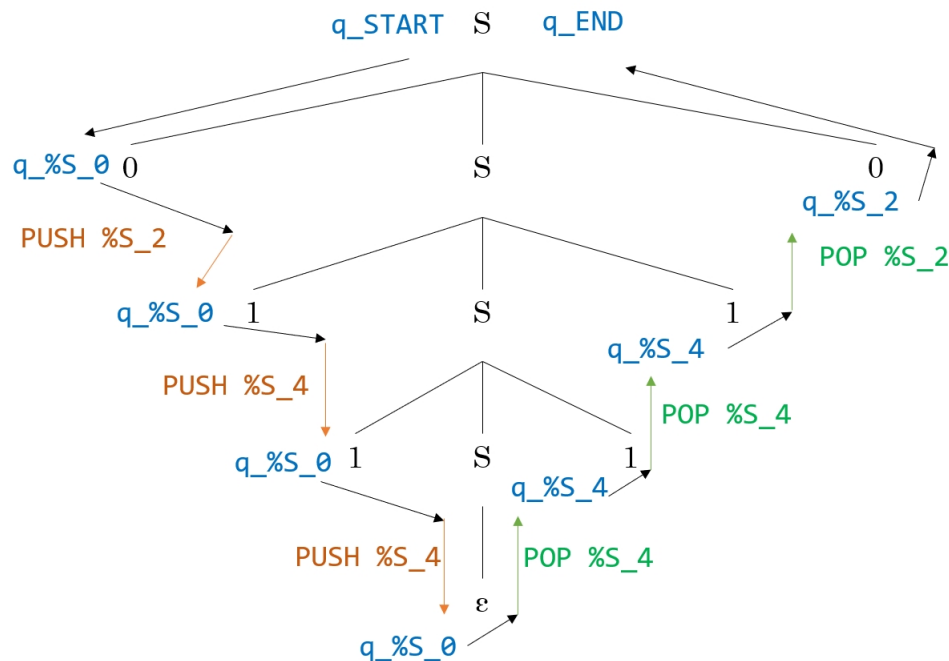 q_START S q_END
q_%S_0 0 S 0
q_%S_2
PUSH %S_2 POP %S_2
q_%S_0 1 S 1
q_%S_4
PUSH %S_4 POP %S_4
q_%S_0 1 S 1
q_%S_4
PUSH %S_4 POP %S_4
ε
q_%S_0